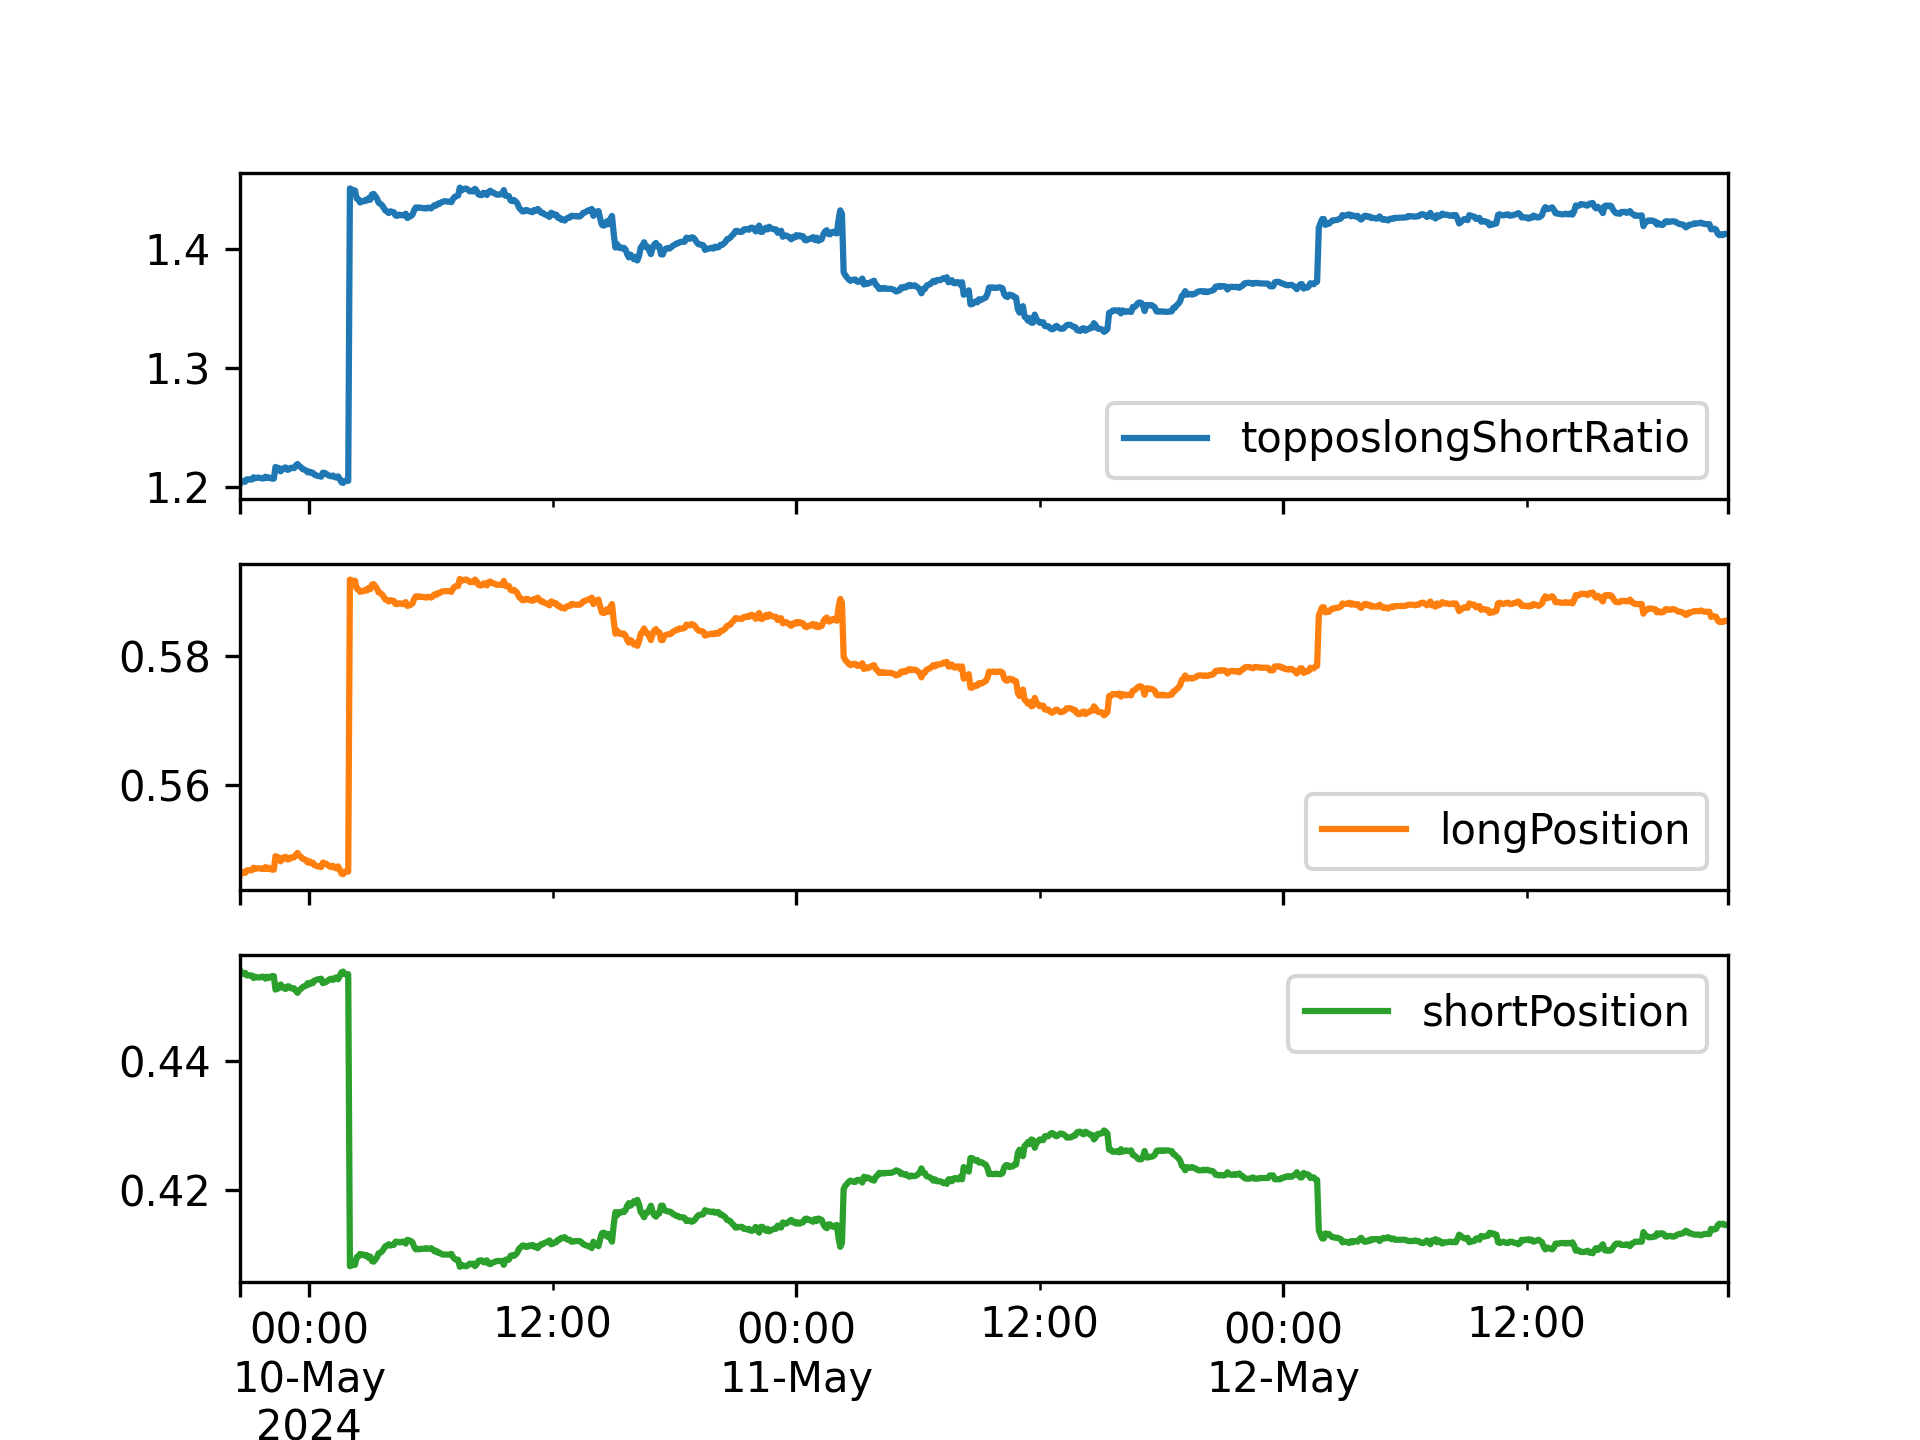 1.4
1.3
1.2
topposlongShortRatio
0.58
0.56
longPosition
0.44
0.42
shortPosition
00:00 12:00 00:00 12:00 00:00 12:00
10-May 11-May 12-May
2024